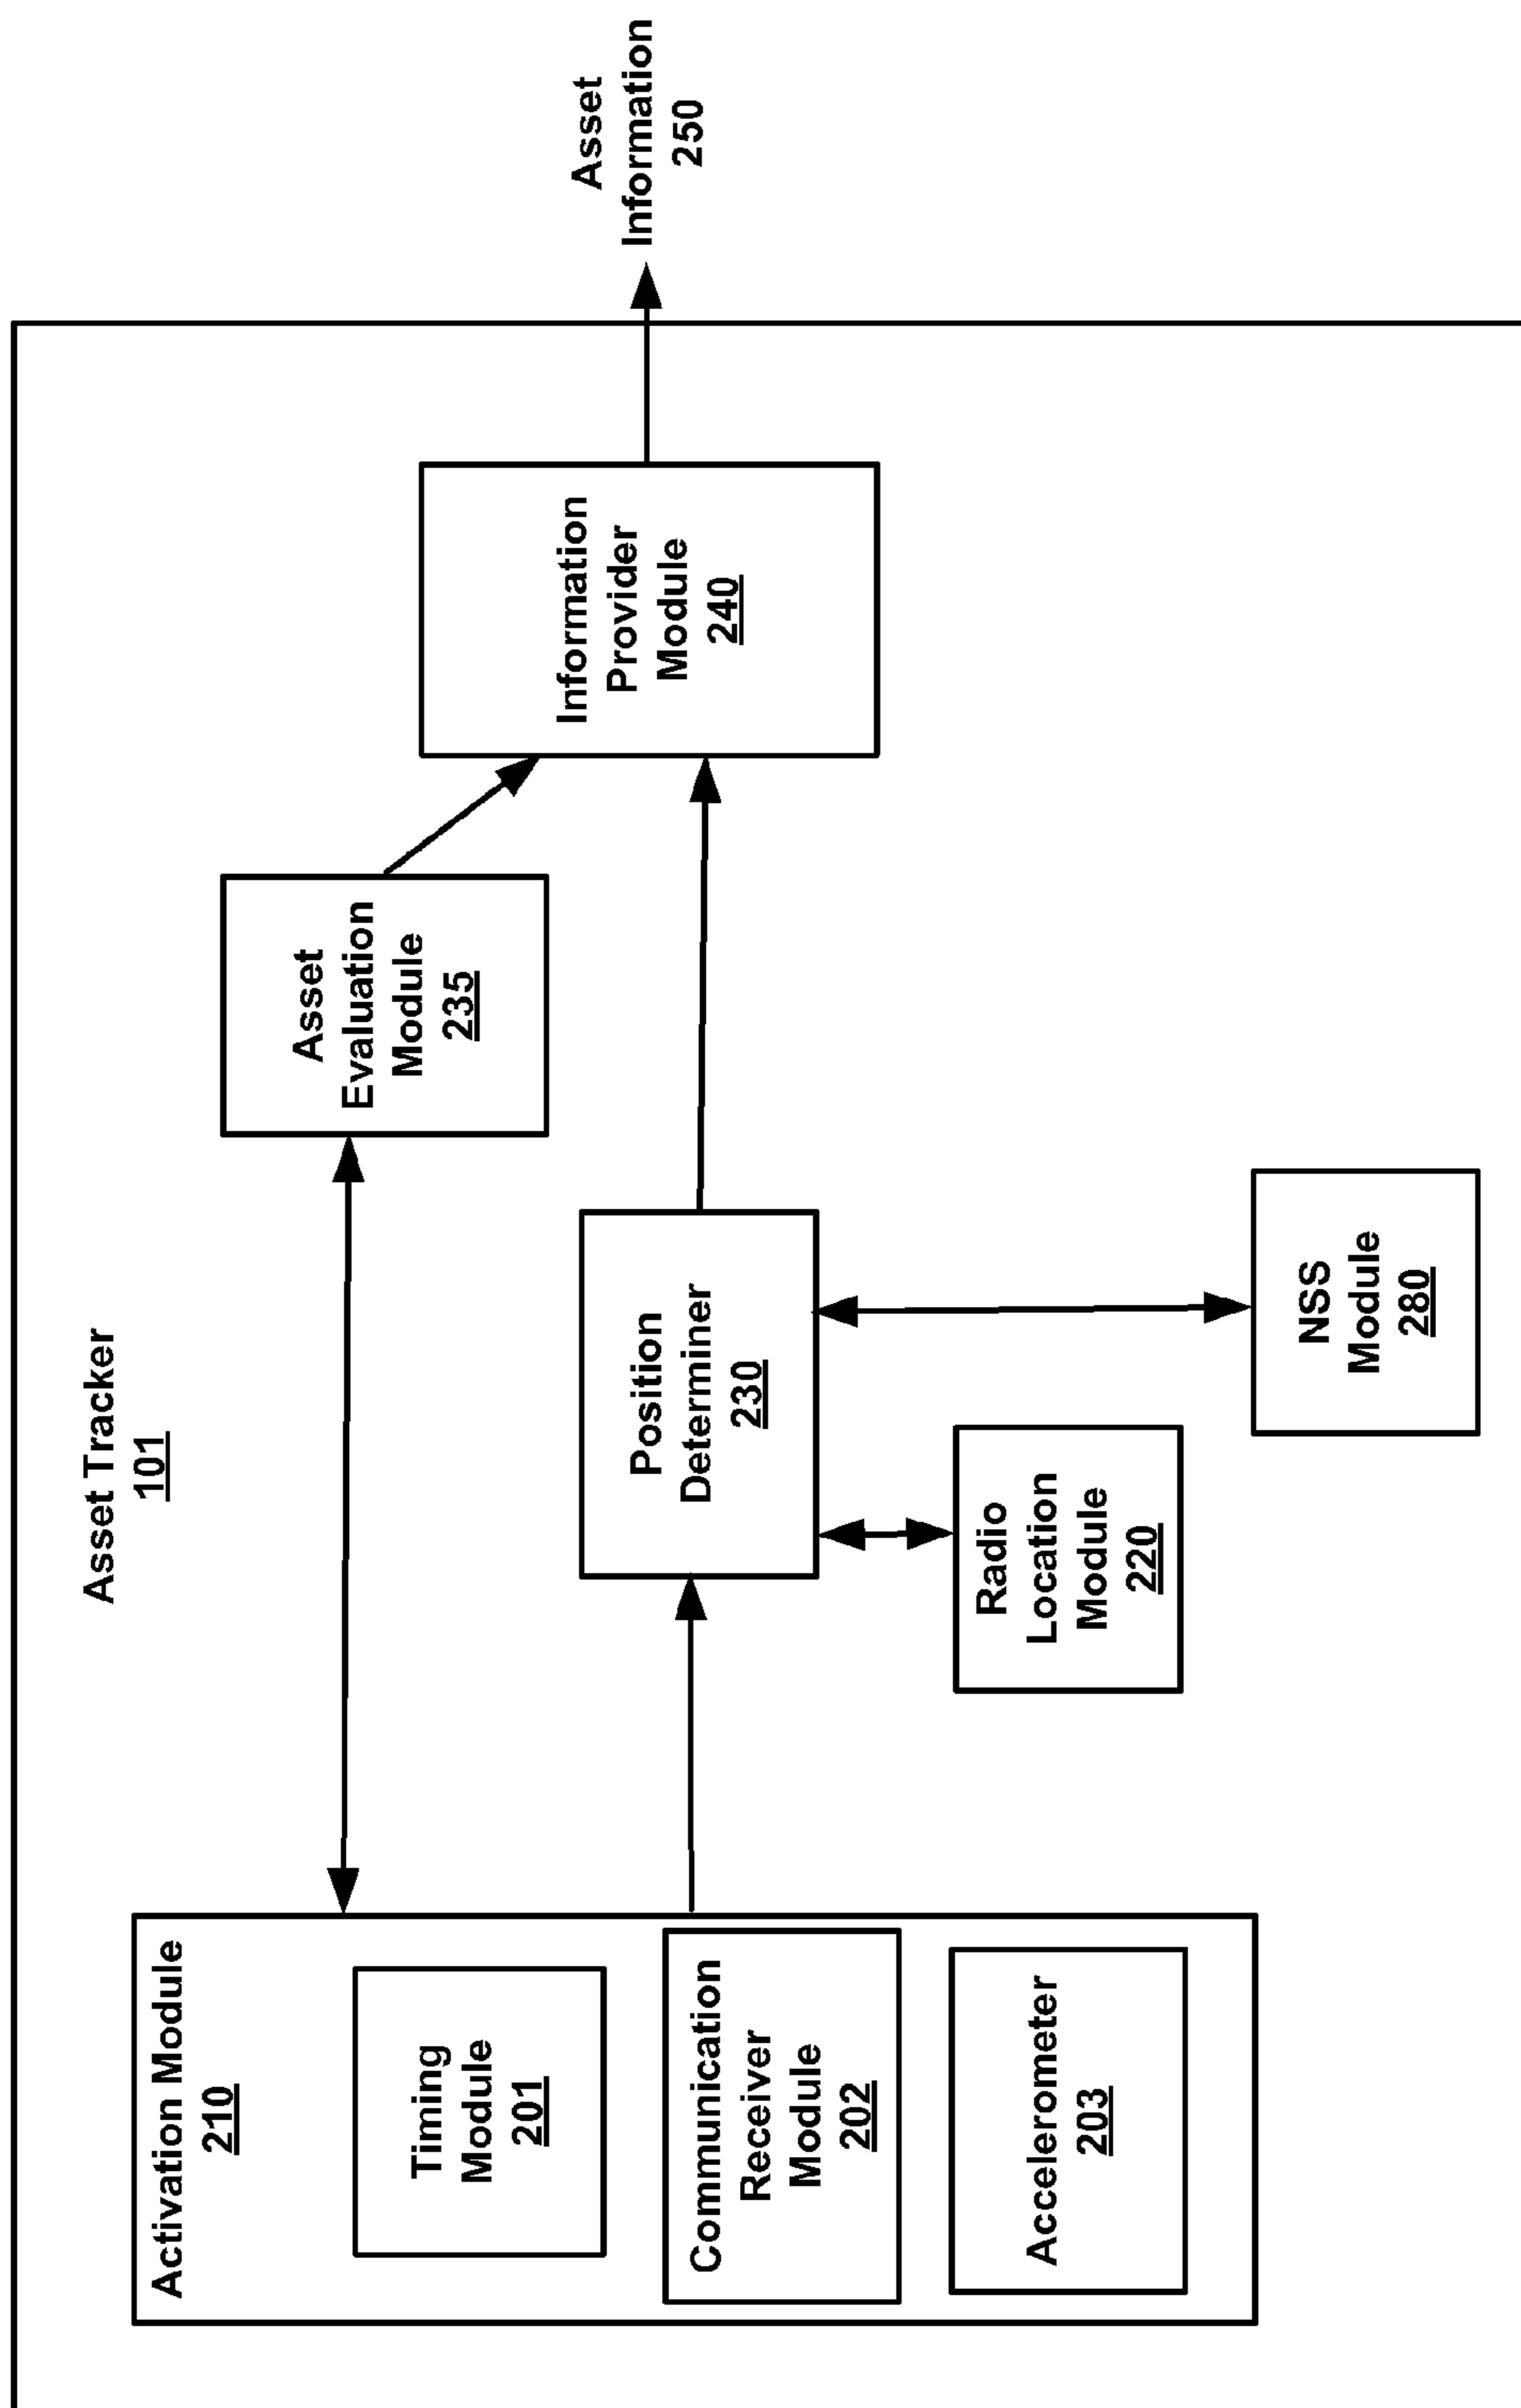 Asset Tracker
101
Activation Module
210
Timing
Module
201
Communication
Receiver
Module
202
Accelerometer
203
Asset
Evaluation
Module
235
Position
Determiner
230
Radio
Location
Module
220
NSS
Module
280
Information
Provider
Module
240
Asset
Information
250